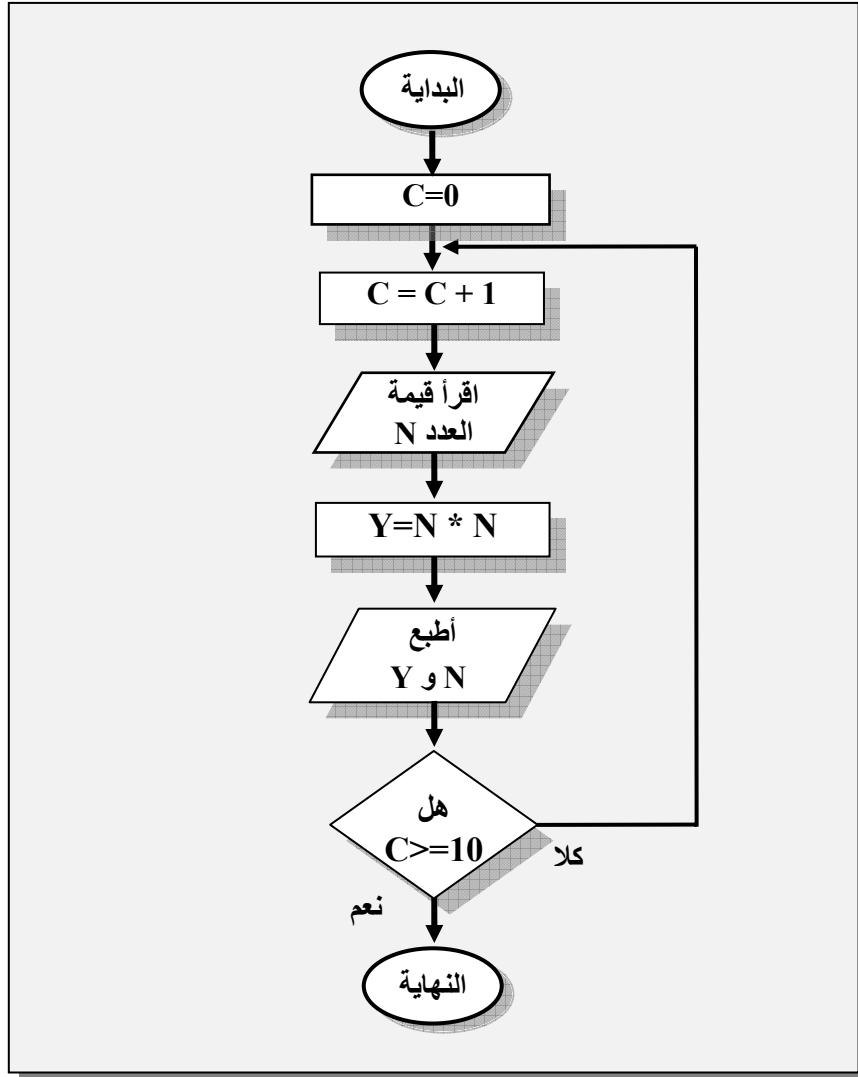 البداية
C=0
C = C + 1
اقرأ قيمة
العدد N
Y=N * N
أطبع
N و Y
هل
C>=10
كلا
نعم
النهاية